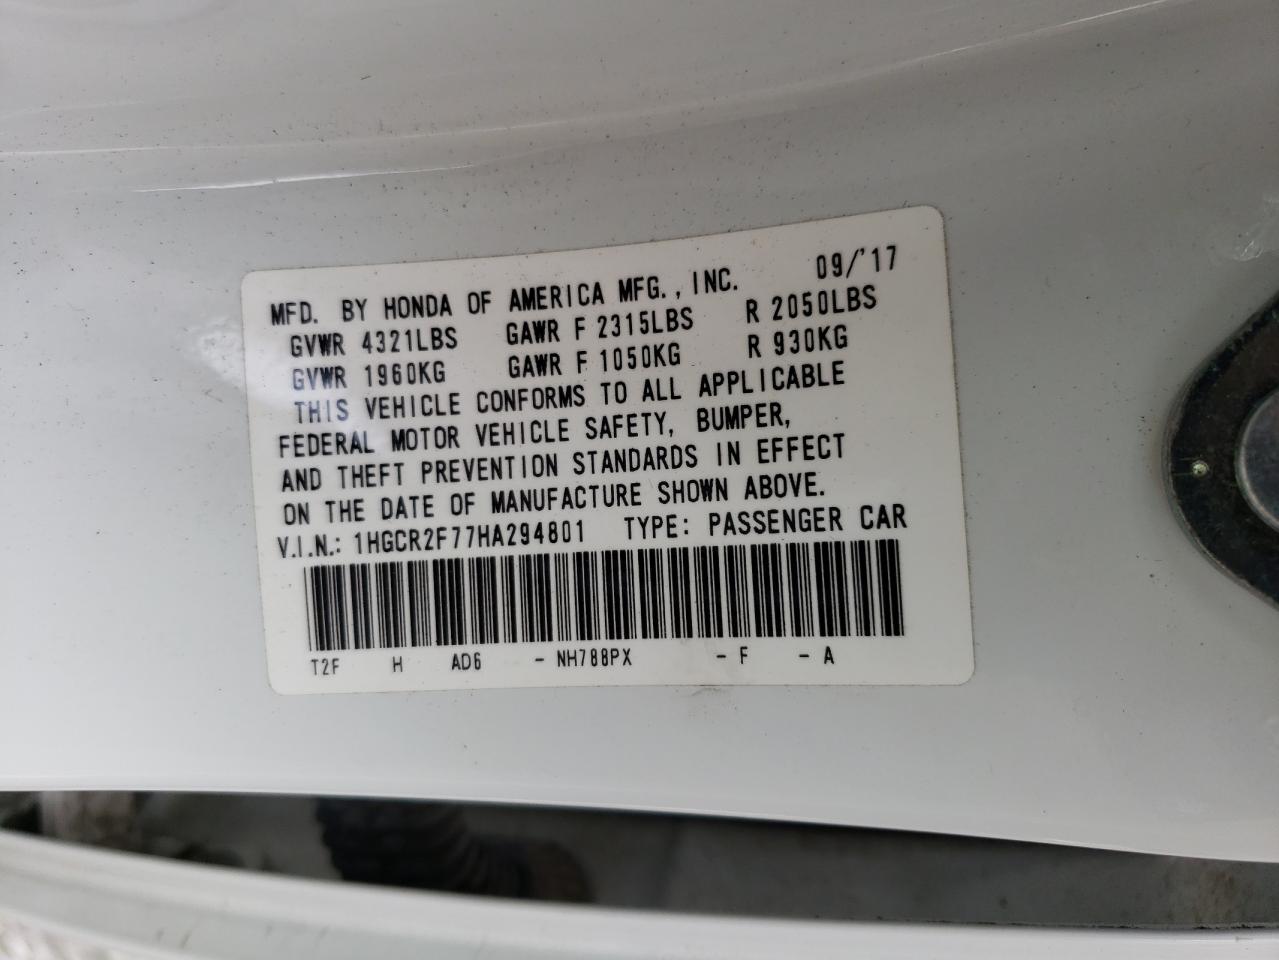 MFD. BY HONDA OF AMERICA MFG., INC. 09/'17
GVWR 4321LBS GAWR F 2315LBS R 2050LBS
GVWR 1960KG GAWR F 1050KG R 930KG
THIS VEHICLE CONFORMS TO ALL APPLICABLE
FEDERAL MOTOR VEHICLE SAFETY, BUMPER,
AND THEFT PREVENTION STANDARDS IN EFFECT
ON THE DATE OF MANUFACTURE SHOWN ABOVE.
V.I.N.: 1HGCR2F77HA294801 TYPE: PASSENGER CAR
T2F H AD6 - NH788PX - F - A